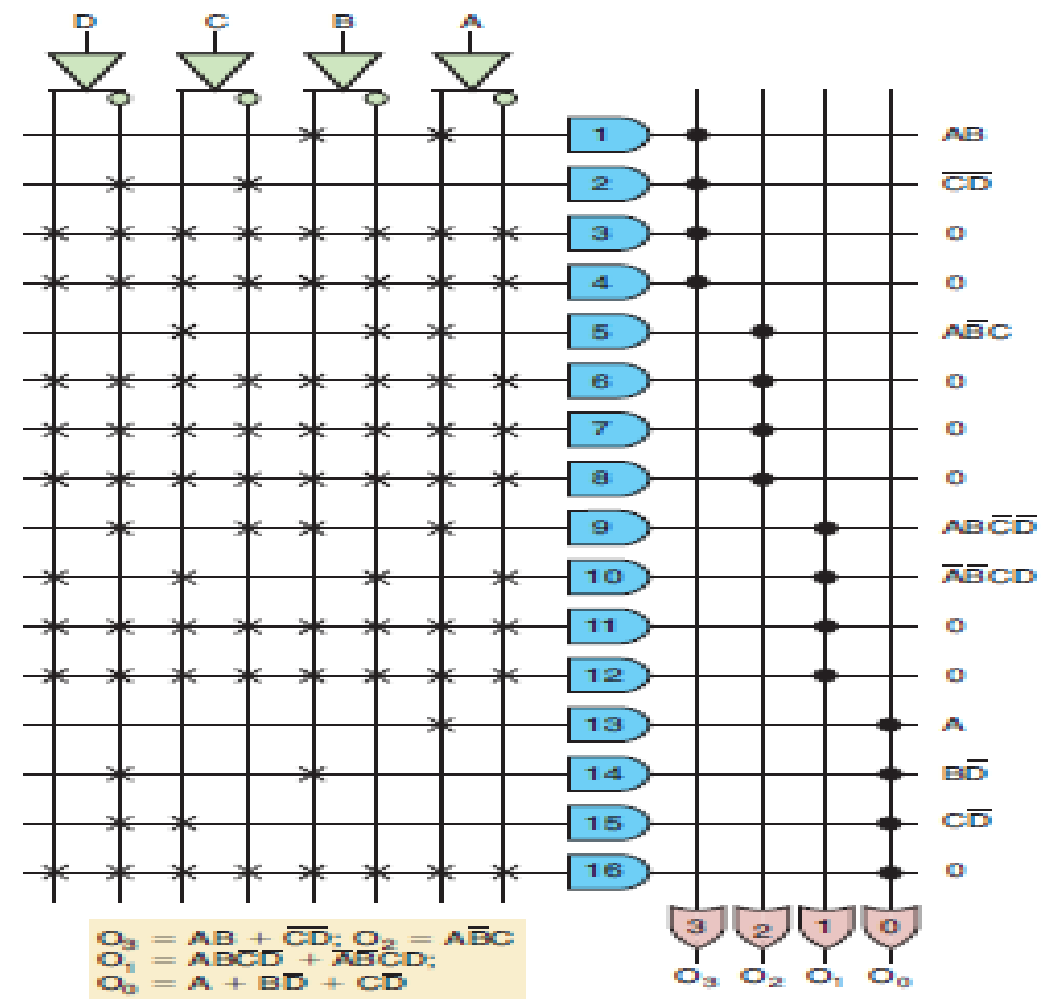 D C B A
1 AB
2 C̅D̅
3 0
4 0
5 AB̅C
6 0
7 0
8 0
9 ABC̅D̅
10 A̅B̅CD
11 0
12 0
13 A
14 BD̅
15 CD̅
16 0
3 2 1 0
O₃ O₂ O₁ O₀
O₃ = AB + C̅D̅; O₂ = AB̅C
O₁ = ABC̅D̅ + A̅B̅CD;
O₀ = A + BD̅ + CD̅